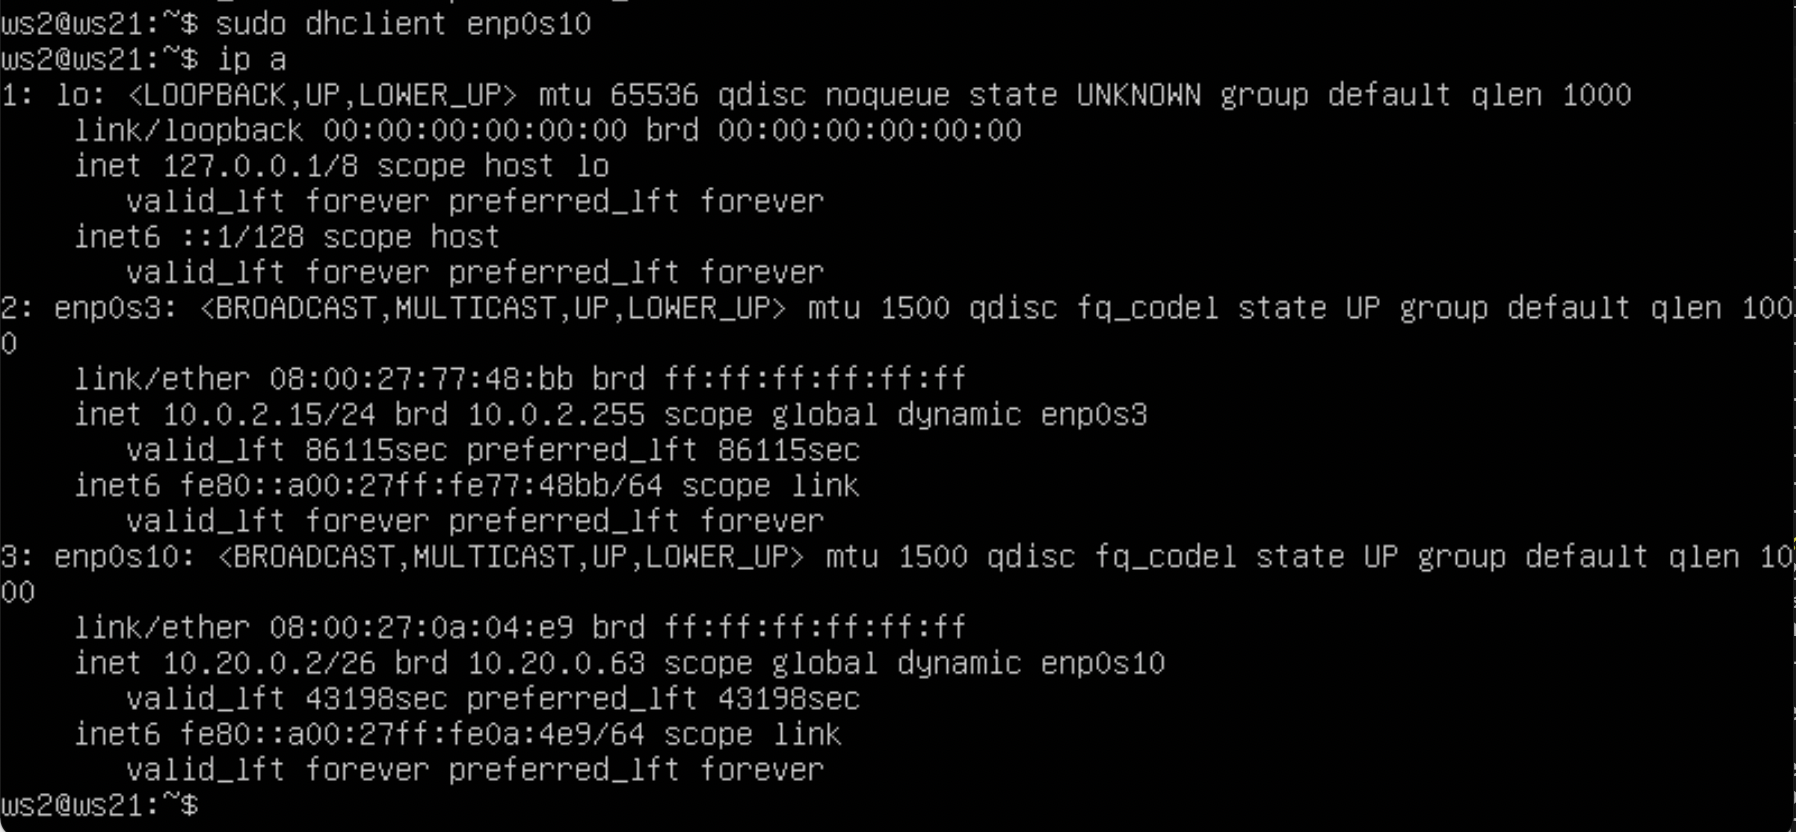 ws2@ws21:~$ sudo dhclient enp0s10
ws2@ws21:~$ ip a
1: lo: <LOOPBACK,UP,LOWER_UP> mtu 65536 qdisc noqueue state UNKNOWN group default qlen 1000
    link/loopback 00:00:00:00:00:00 brd 00:00:00:00:00:00
    inet 127.0.0.1/8 scope host lo
       valid_lft forever preferred_lft forever
    inet6 ::1/128 scope host
       valid_lft forever preferred_lft forever
2: enp0s3: <BROADCAST,MULTICAST,UP,LOWER_UP> mtu 1500 qdisc fq_codel state UP group default qlen 100
0
    link/ether 08:00:27:77:48:bb brd ff:ff:ff:ff:ff:ff
    inet 10.0.2.15/24 brd 10.0.2.255 scope global dynamic enp0s3
       valid_lft 86115sec preferred_lft 86115sec
    inet6 fe80::a00:27ff:fe77:48bb/64 scope link
       valid_lft forever preferred_lft forever
3: enp0s10: <BROADCAST,MULTICAST,UP,LOWER_UP> mtu 1500 qdisc fq_codel state UP group default qlen 10
00
    link/ether 08:00:27:0a:04:e9 brd ff:ff:ff:ff:ff:ff
    inet 10.20.0.2/26 brd 10.20.0.63 scope global dynamic enp0s10
       valid_lft 43198sec preferred_lft 43198sec
    inet6 fe80::a00:27ff:fe0a:4e9/64 scope link
       valid_lft forever preferred_lft forever
ws2@ws21:~$